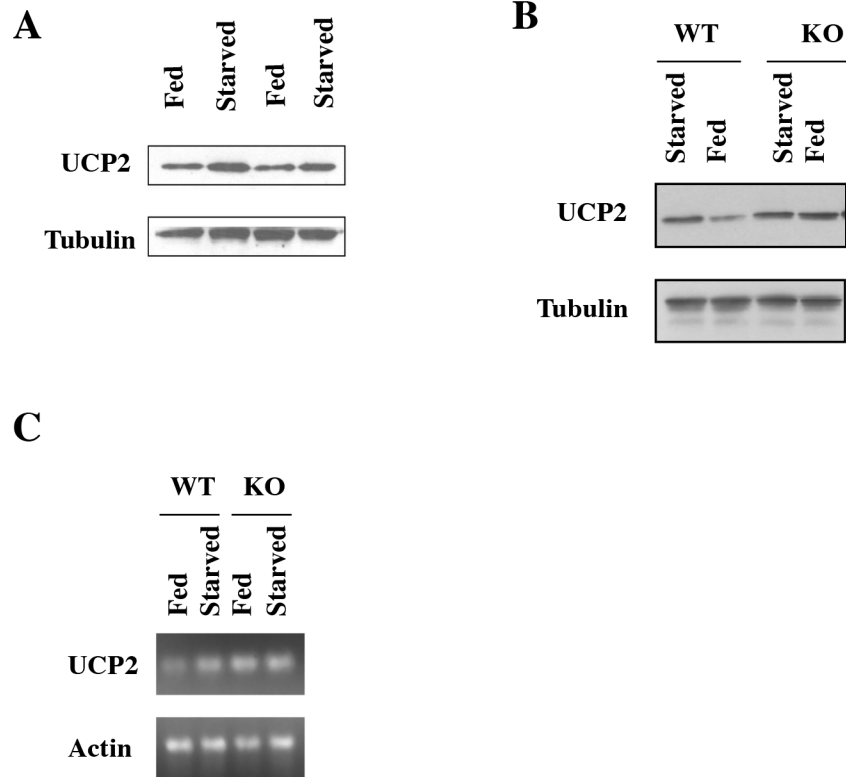 A
Fed Starved Fed Starved
UCP2
Tubulin
B
WT KO
Starved Fed Starved Fed
UCP2
Tubulin
C
WT KO
Fed Starved Fed Starved
UCP2
Actin